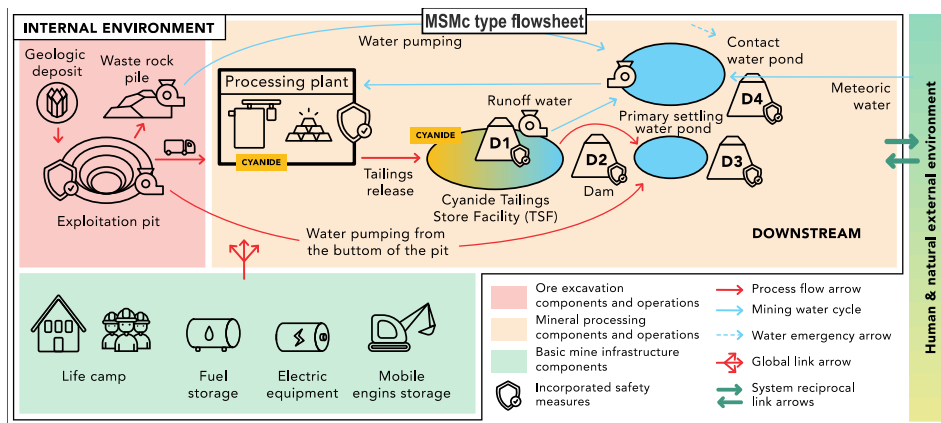 MSMc type flowsheet
INTERNAL ENVIRONMENT
Geologic
deposit
Waste rock
pile
Water pumping
Contact
water pond
Processing plant
Meteoric
water
Runoff water
D4
CYANIDE
Primary settling
water pond
D1
CYANIDE
D2
D3
Tailings
release
Dam
Cyanide Tailings
Store Facility (TSF)
Exploitation pit
Water pumping from
the buttom of the pit
DOWNSTREAM
Human & natural external environment
Life camp
Fuel
storage
Electric
equipment
Mobile
engins storage
Ore excavation
components and operations
Mineral processing
components and operations
Basic mine infrastructure
components
Incorporated safety
measures
Process flow arrow
Mining water cycle
Water emergency arrow
Global link arrow
System reciprocal
link arrows